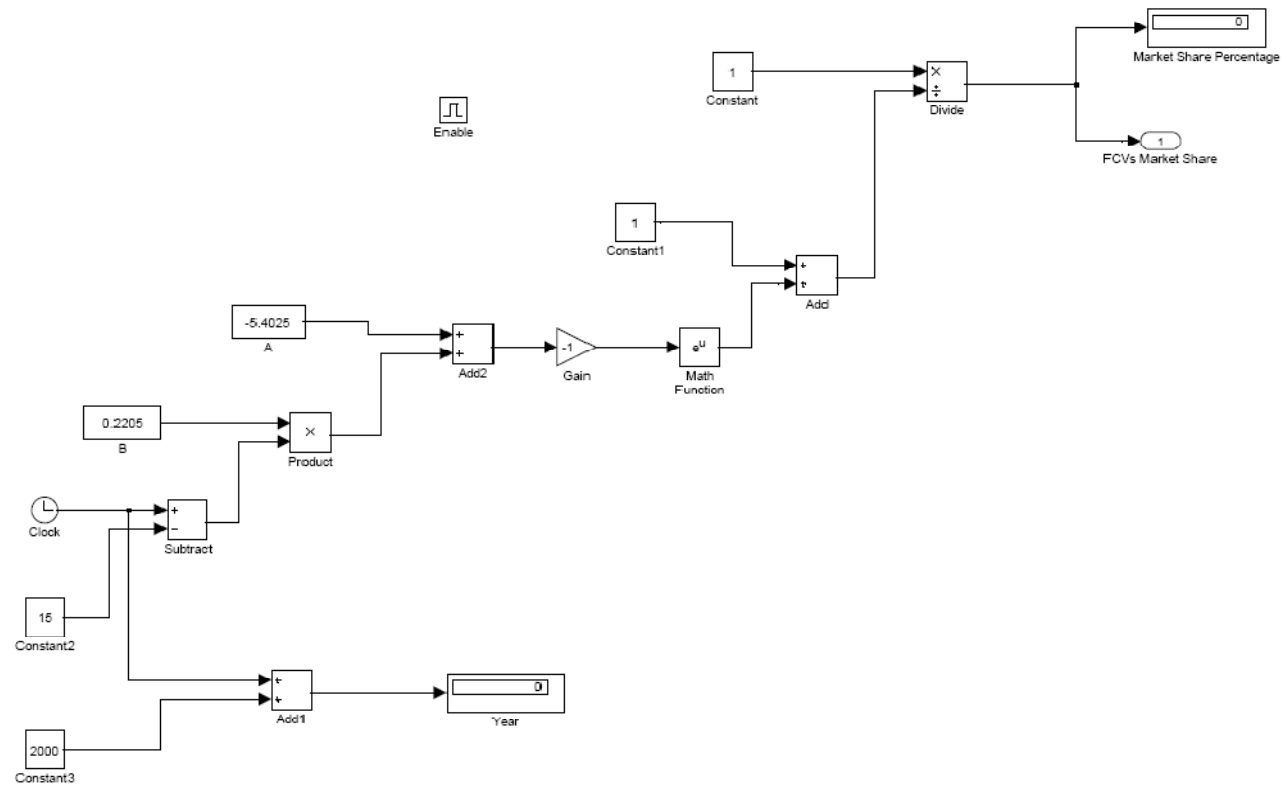 0
Market Share Percentage
1
Constant
×
÷
Divide
Enable
1
FCVs Market Share
1
Constant1
+
+
Add
-5.4025
A
+
+
Add2
-1
Gain
eu
Math
Function
0.2205
B
×
Product
Clock
+
−
Subtract
15
Constant2
+
+
Add1
0
Year
2000
Constant3